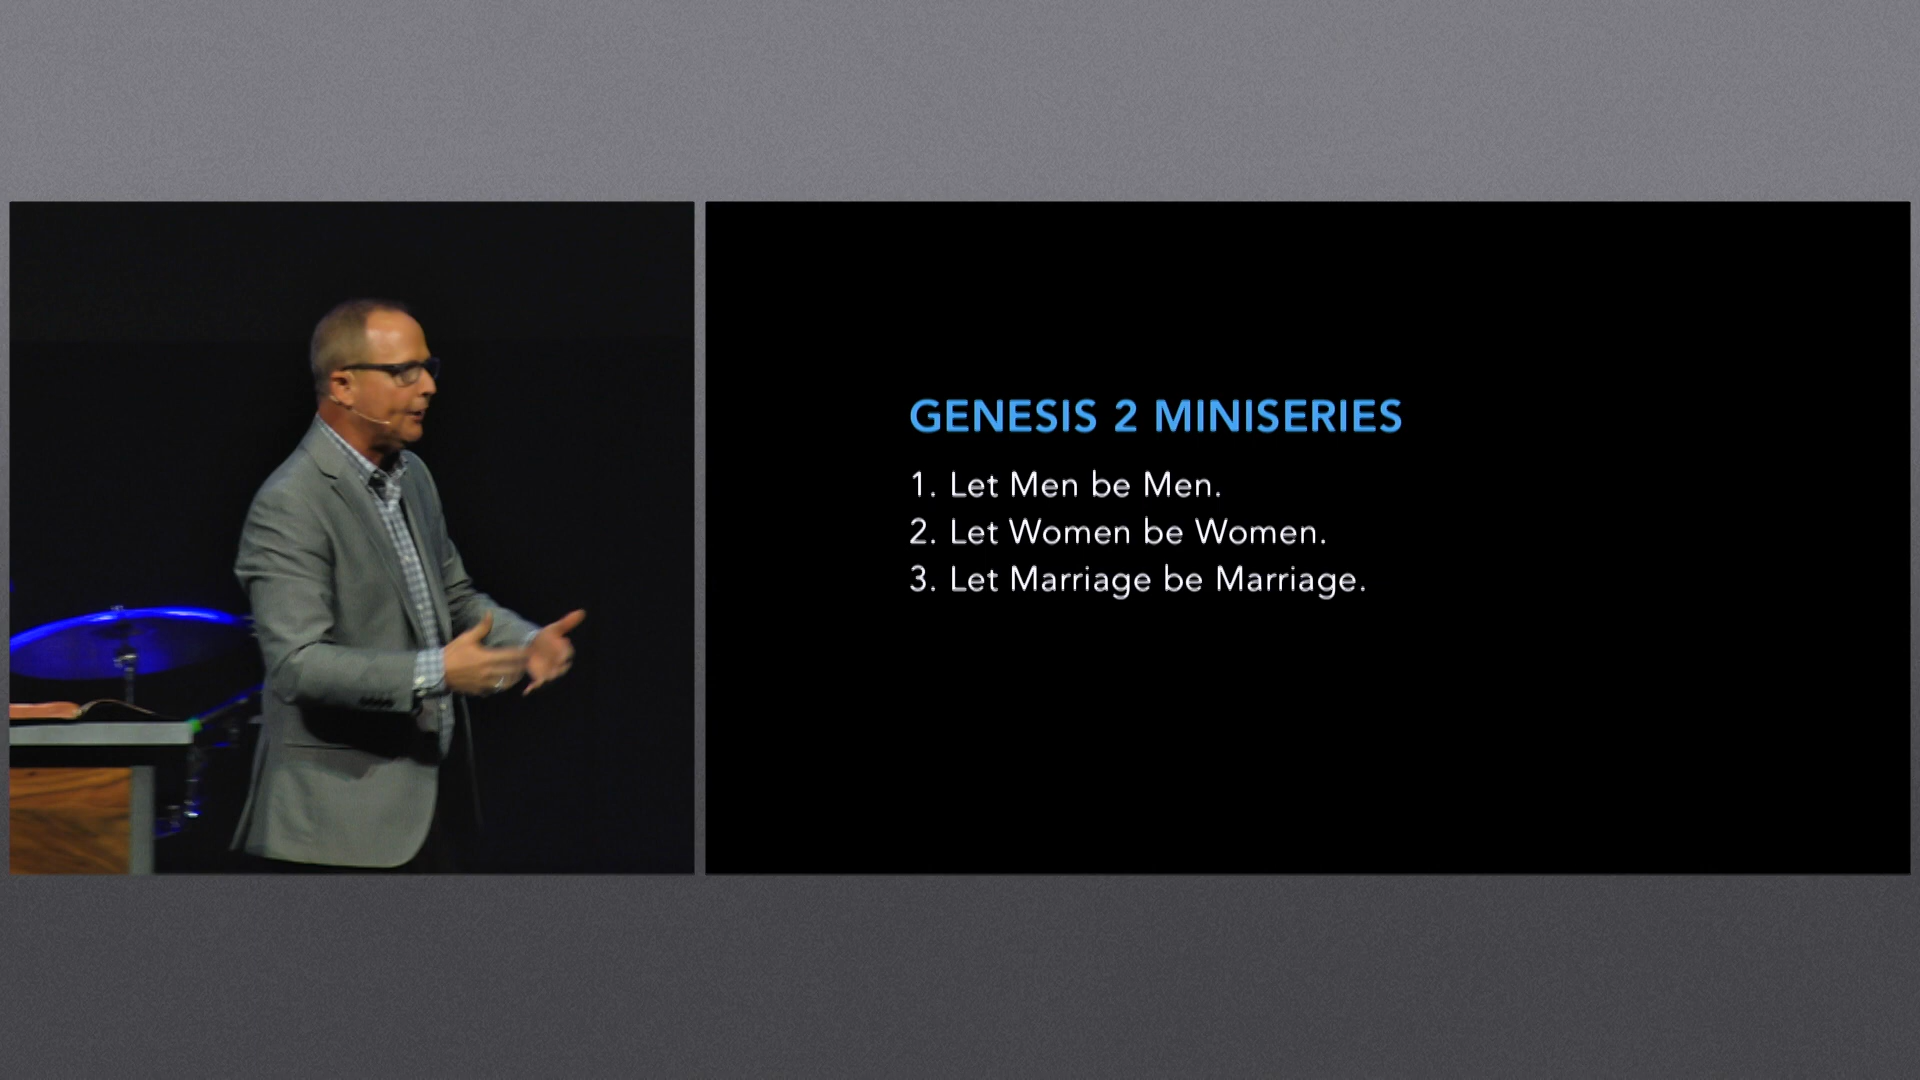 GENESIS 2 MINISERIES
1. Let Men be Men.
2. Let Women be Women.
3. Let Marriage be Marriage.